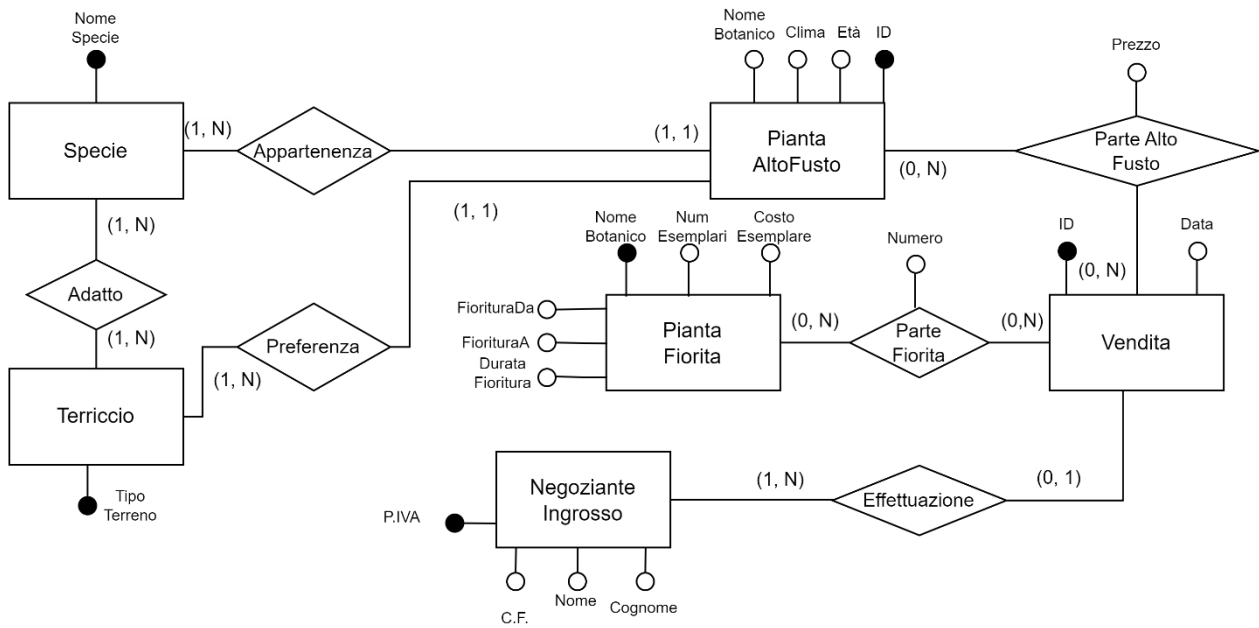 Nome
Specie
Specie
(1, N)
Appartenenza
(1, 1)
Nome
Botanico
Clima
Età
ID
Pianta
AltoFusto
(0, N)
Prezzo
Parte Alto
Fusto
(1, N)
Adatto
(1, N)
(1, 1)
Preferenza
(1, N)
Terriccio
Tipo
Terreno
Nome
Botanico
Num
Esemplari
Costo
Esemplare
FiorituraDa
FiorituraA
Durata
Fioritura
Pianta
Fiorita
(0, N)
Numero
Parte
Fiorita
(0,N)
ID
(0, N)
Data
Vendita
(0, 1)
Effettuazione
(1, N)
Negoziante
Ingrosso
P.IVA
C.F.
Nome
Cognome